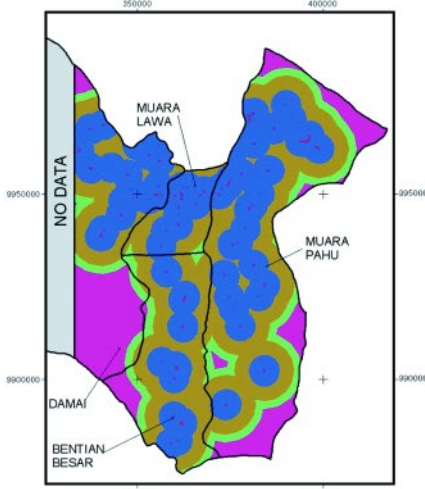 350000
400000
MUARA
LAWA
9950000
9950000
NO DATA
MUARA
PAHU
9900000
9900000
DAMAI
BENTIAN
BESAR